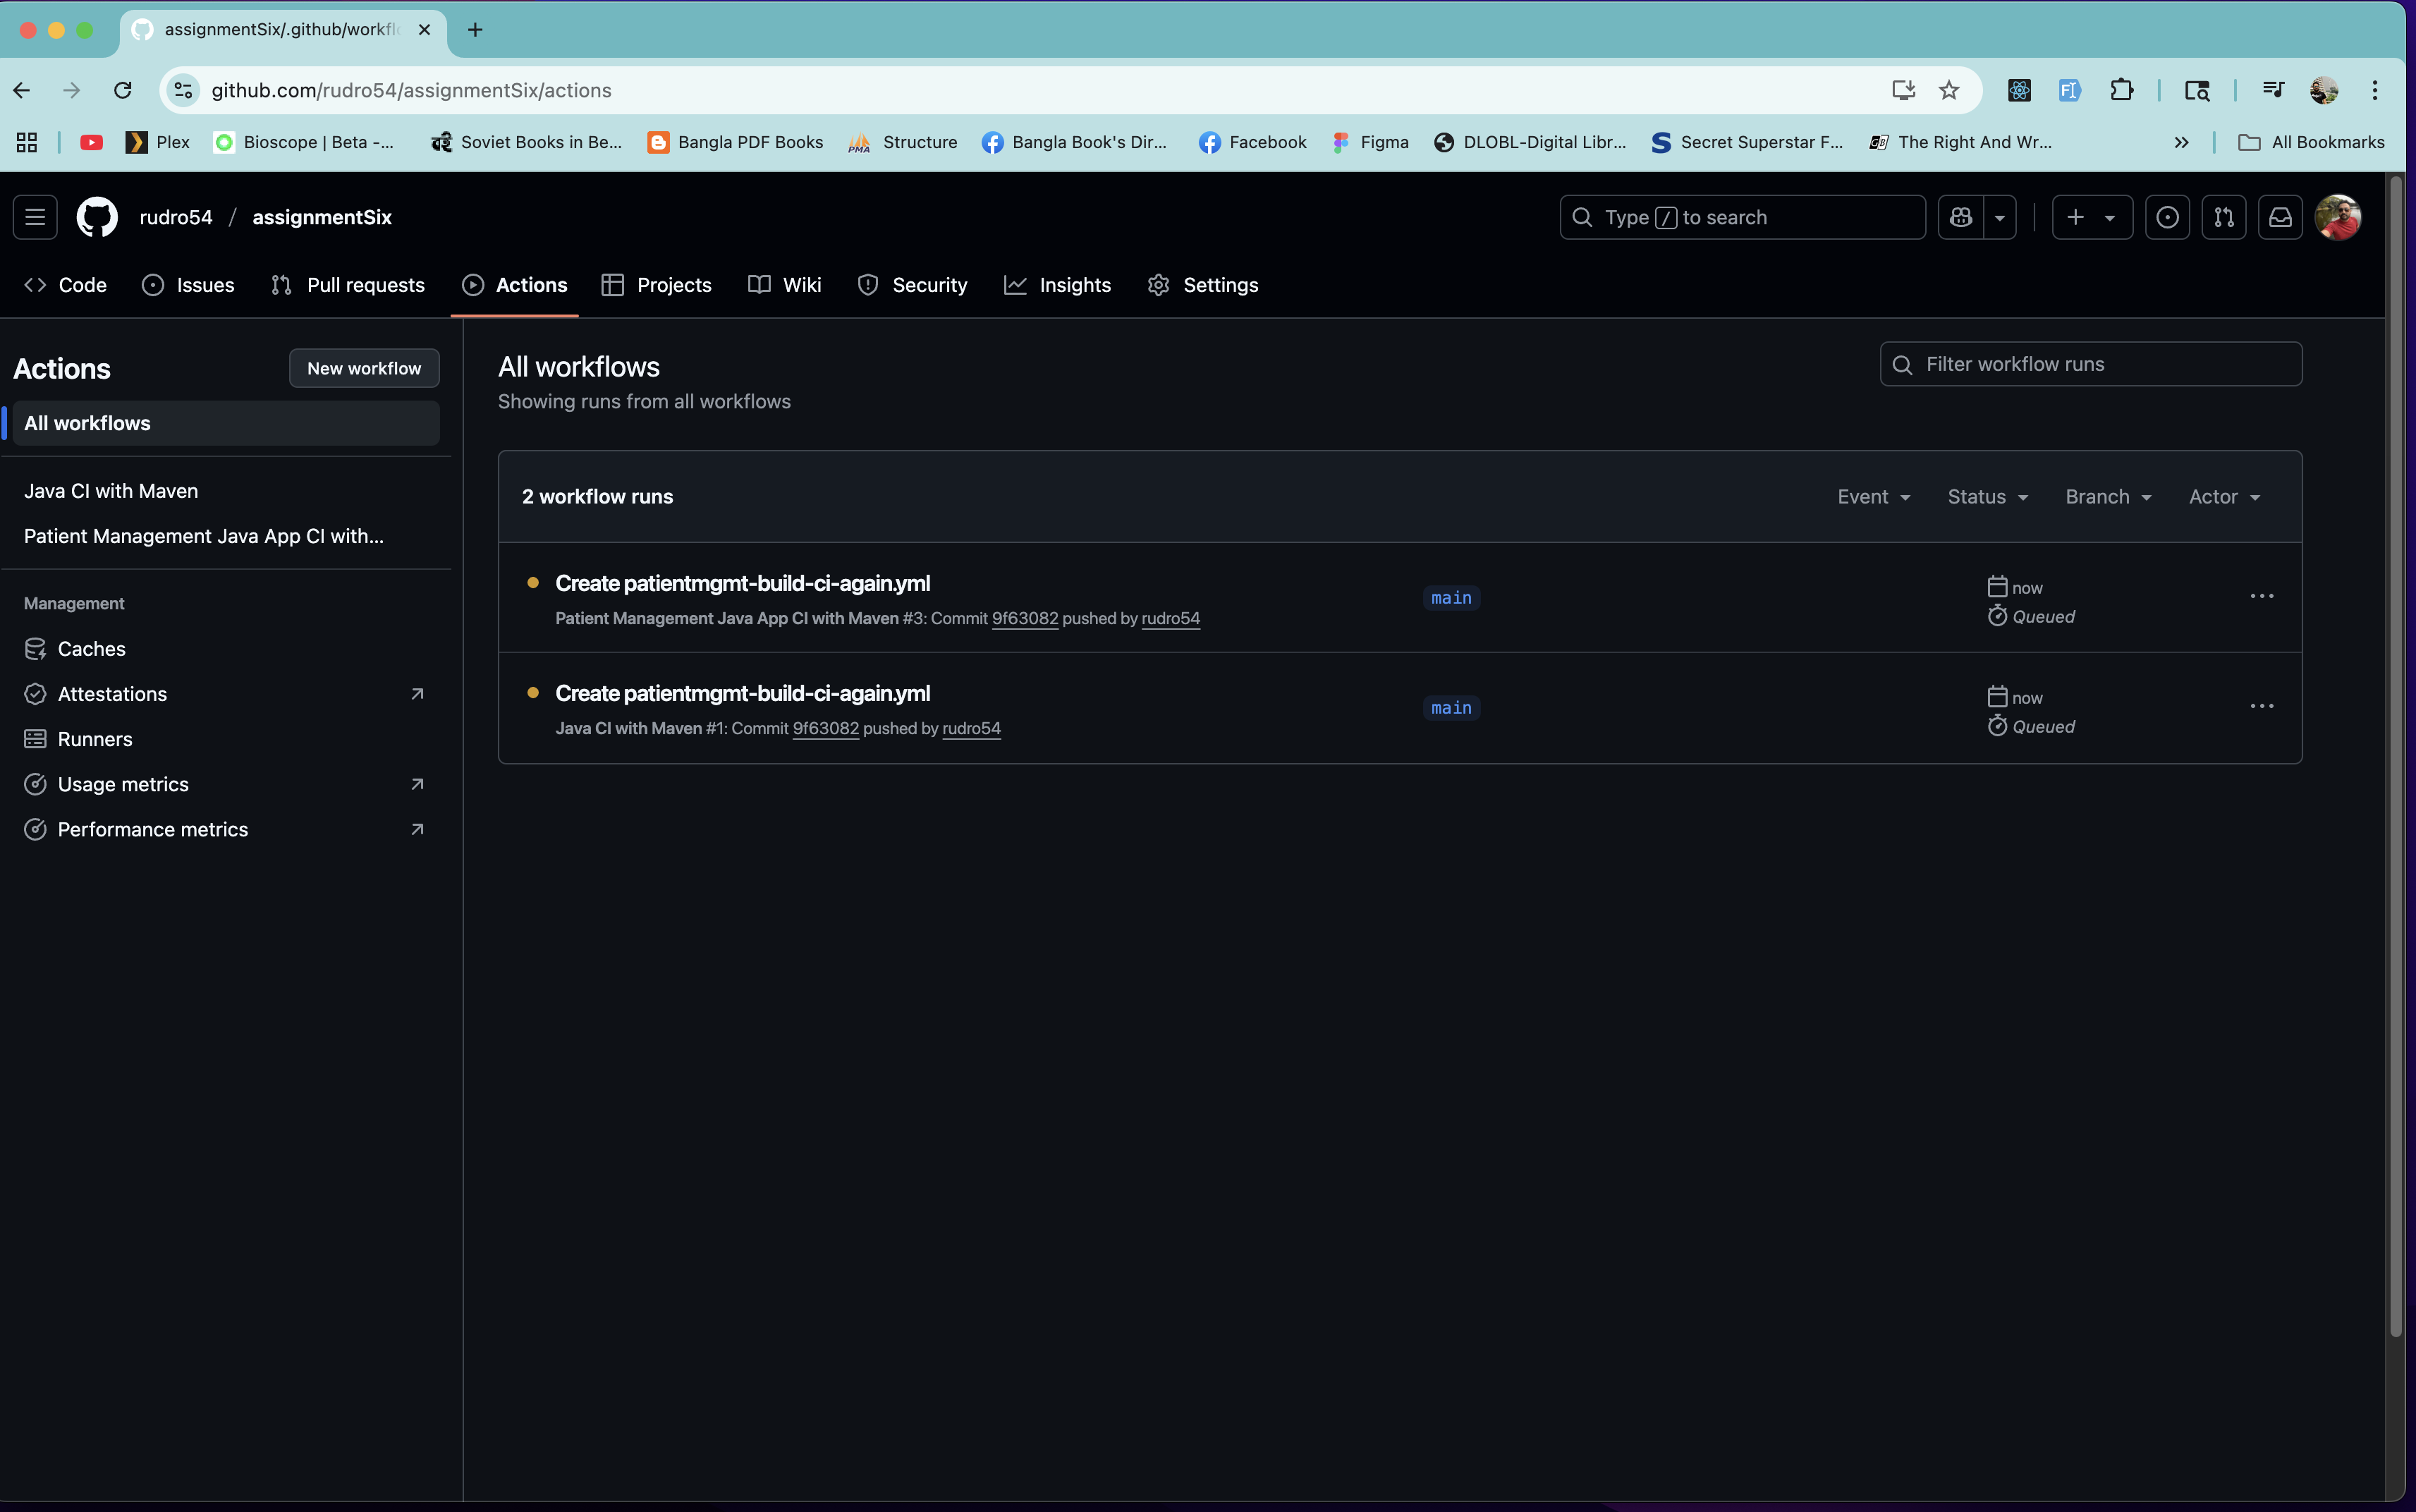 assignmentSix/.github/workfl
github.com/rudro54/assignmentSix/actions
Plex
Bioscope | Beta -...
Soviet Books in Be...
Bangla PDF Books
PMA
Structure
Bangla Book's Dir...
Facebook
Figma
DLOBL-Digital Libr...
Secret Superstar F...
The Right And Wr...
All Bookmarks
rudro54 / assignmentSix
Type / to search
Code
Issues
Pull requests
Actions
Projects
Wiki
Security
Insights
Settings
Actions
New workflow
All workflows
Java CI with Maven
Patient Management Java App CI with...
Management
Caches
Attestations
Runners
Usage metrics
Performance metrics
All workflows
Showing runs from all workflows
Filter workflow runs
2 workflow runs
Event
Status
Branch
Actor
Create patientmgmt-build-ci-again.yml
Patient Management Java App CI with Maven #3: Commit 9f63082 pushed by rudro54
main
now
Queued
Create patientmgmt-build-ci-again.yml
Java CI with Maven #1: Commit 9f63082 pushed by rudro54
main
now
Queued